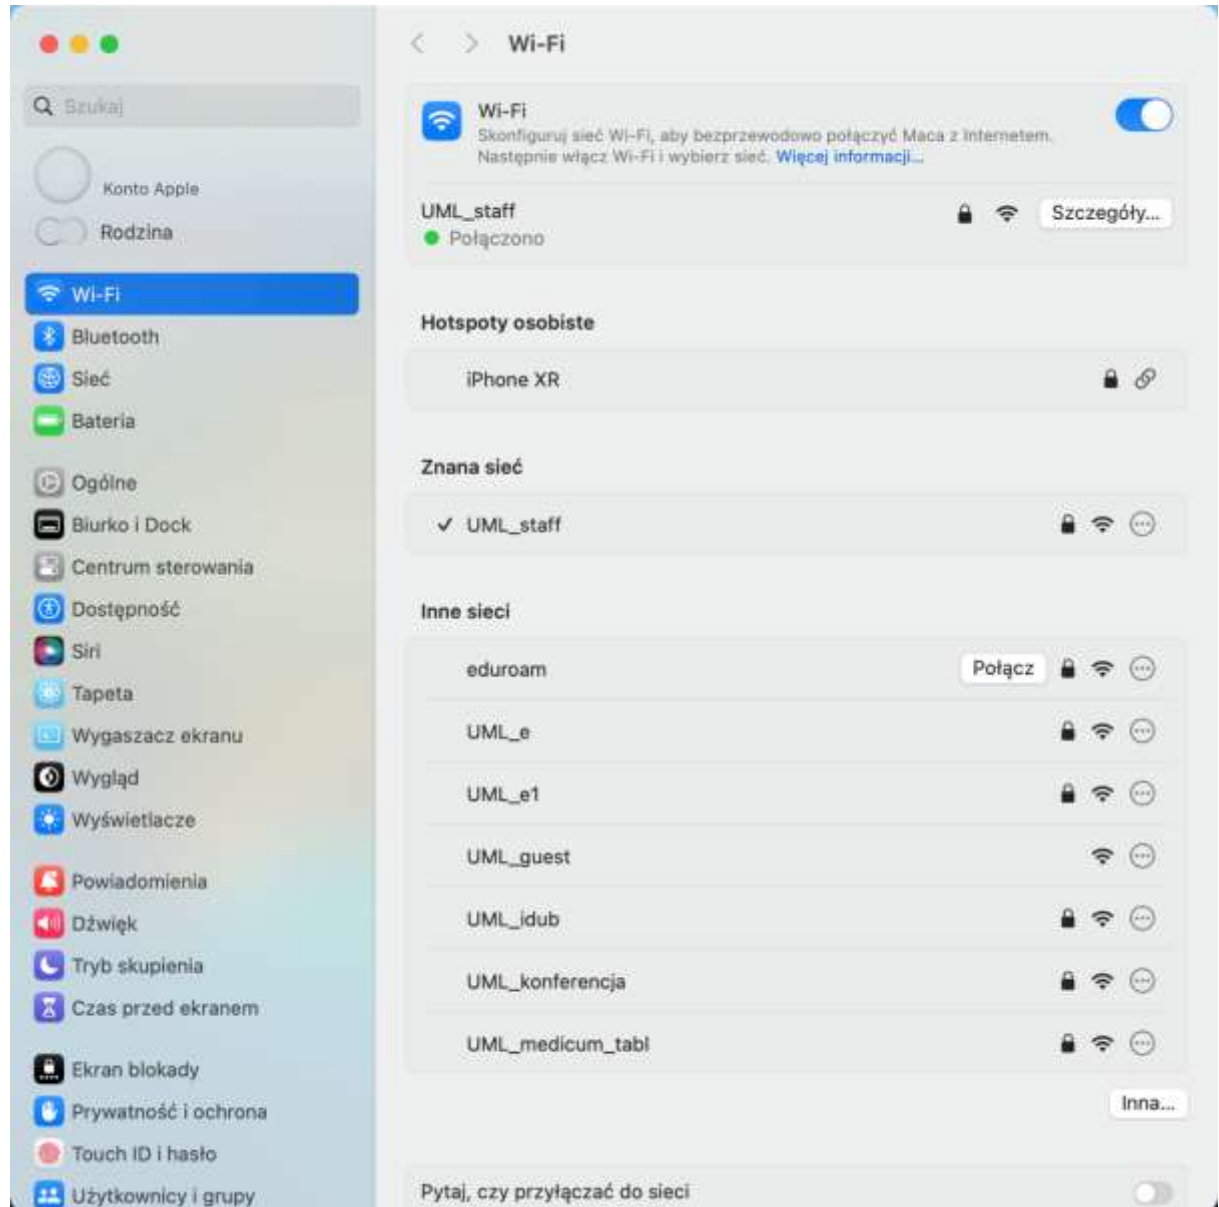 Wi-Fi
Szukaj
Konto Apple
Rodzina
Wi-Fi
Bluetooth
Sieć
Bateria
Ogólne
Biurko i Dock
Centrum sterowania
Dostępność
Siri
Tapeta
Wygaszacz ekranu
Wygląd
Wyświetlacze
Powiadomienia
Dźwięk
Tryb skupienia
Czas przed ekranem
Ekran blokady
Prywatność i ochrona
Touch ID i hasło
Użytkownicy i grupy
Wi-Fi
Skonfiguruj sieć Wi-Fi, aby bezprzewodowo połączyć Maca z Internetem.
Następnie włącz Wi-Fi i wybierz sieć. Więcej informacji...
UML_staff
Szczegóły...
Połączono
Hotspoty osobiste
iPhone XR
Znana sieć
✓ UML_staff
Inne sieci
eduroam
Połącz
UML_e
UML_e1
UML_guest
UML_idub
UML_konferencja
UML_medicum_tabl
Inna...
Pytaj, czy przyłączać do sieci